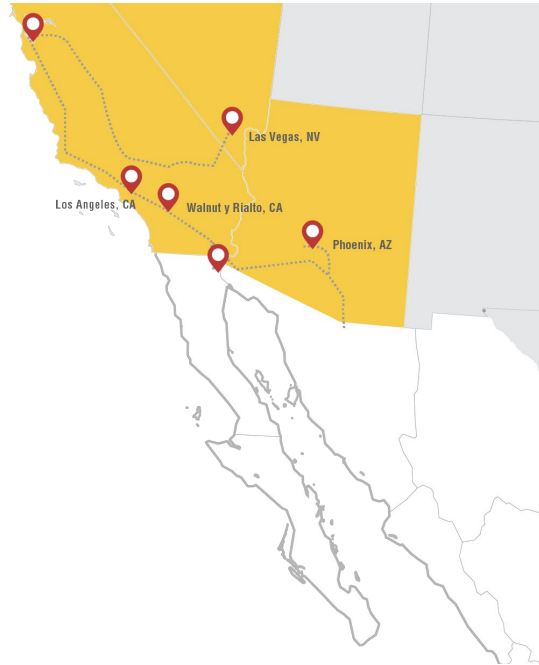 Las Vegas, NV
Los Angeles, CA
Walnut y Rialto, CA
Phoenix, AZ